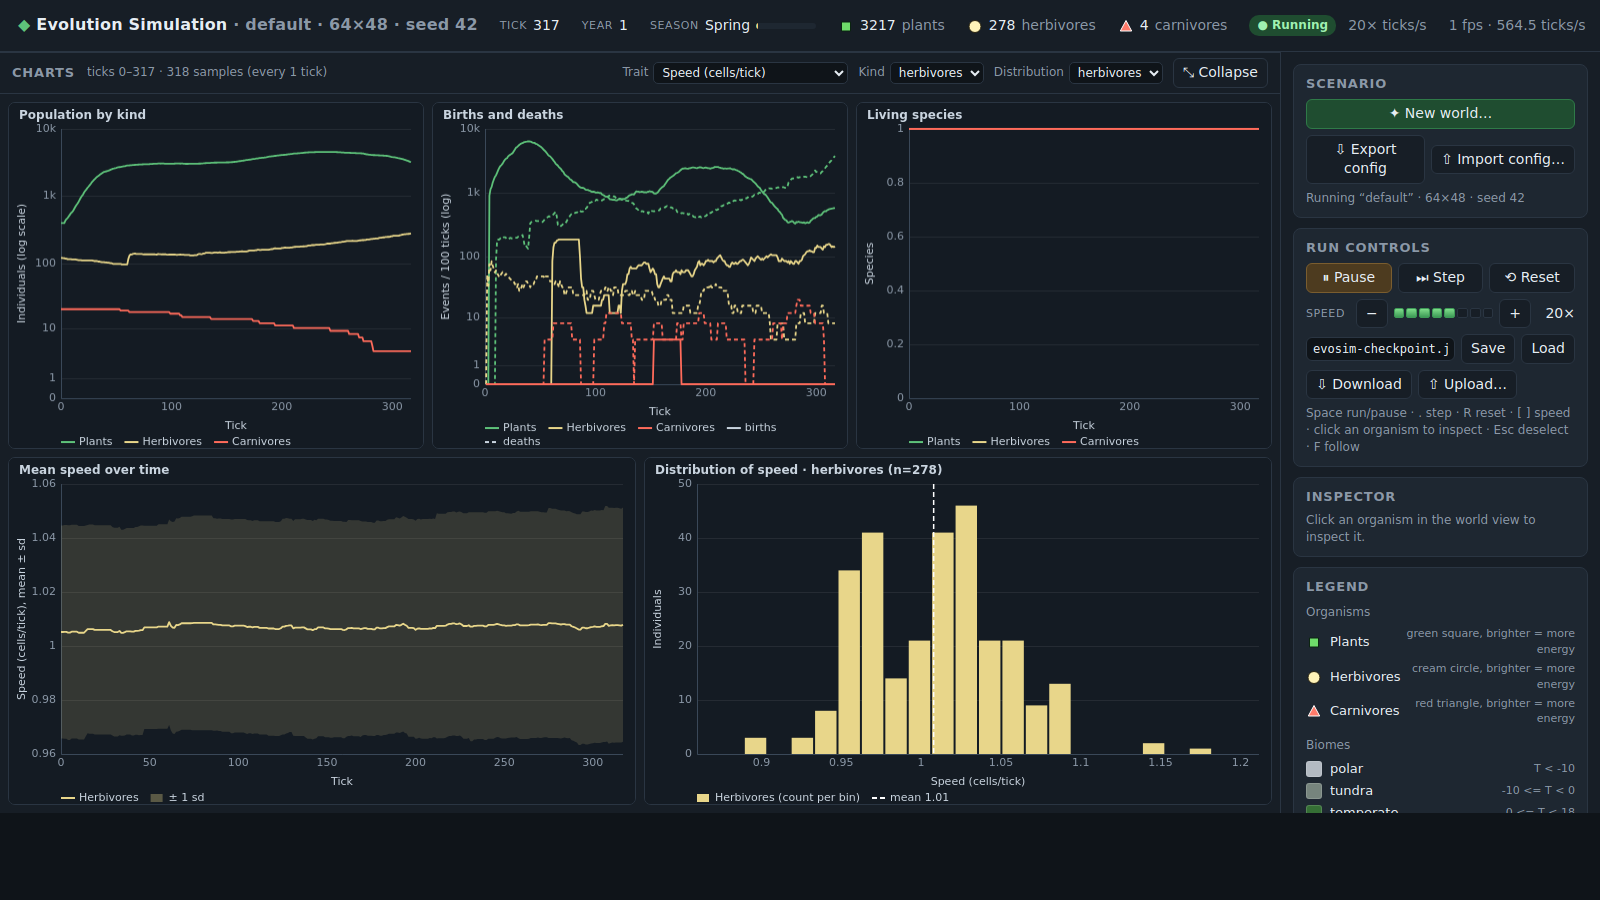 ◆ Evolution Simulation · default · 64×48 · seed 42 TICK 317 YEAR 1 SEASON Spring 3217 plants 278 herbivores 4 carnivores ● Running 20× ticks/s 1 fps · 564.5 ticks/s
CHARTS ticks 0–317 · 318 samples (every 1 tick) Trait Speed (cells/tick) Kind herbivores Distribution herbivores ⤡ Collapse
Population by kind
10k
1k
100
10
1
0
0 100 200 300
Individuals (log scale)
Tick
Plants Herbivores Carnivores
Births and deaths
10k
1k
100
10
1
0
0 100 200 300
Events / 100 ticks (log)
Tick
Plants Herbivores Carnivores births
deaths
Living species
1
0.8
0.6
0.4
0.2
0
0 100 200 300
Species
Tick
Plants Herbivores Carnivores
Mean speed over time
1.06
1.04
1.02
1
0.98
0.96
0 50 100 150 200 250 300
Speed (cells/tick), mean ± sd
Tick
Herbivores ± 1 sd
Distribution of speed · herbivores (n=278)
50
40
30
20
10
0
0.9 0.95 1 1.05 1.1 1.15 1.2
Individuals
Speed (cells/tick)
Herbivores (count per bin) mean 1.01
SCENARIO
✦ New world…
⇩ Export config
⇧ Import config…
Running “default” · 64×48 · seed 42
RUN CONTROLS
⏸ Pause ⏭ Step ⟲ Reset
SPEED − + 20×
evosim-checkpoint.j Save Load
⇩ Download ⇧ Upload…
Space run/pause · . step · R reset · [ ] speed
· click an organism to inspect · Esc deselect
· F follow
INSPECTOR
Click an organism in the world view to
inspect it.
LEGEND
Organisms
Plants green square, brighter = more energy
Herbivores cream circle, brighter = more energy
Carnivores red triangle, brighter = more energy
Biomes
polar T < -10
tundra -10 <= T < 0
temperate 0 <= T < 18